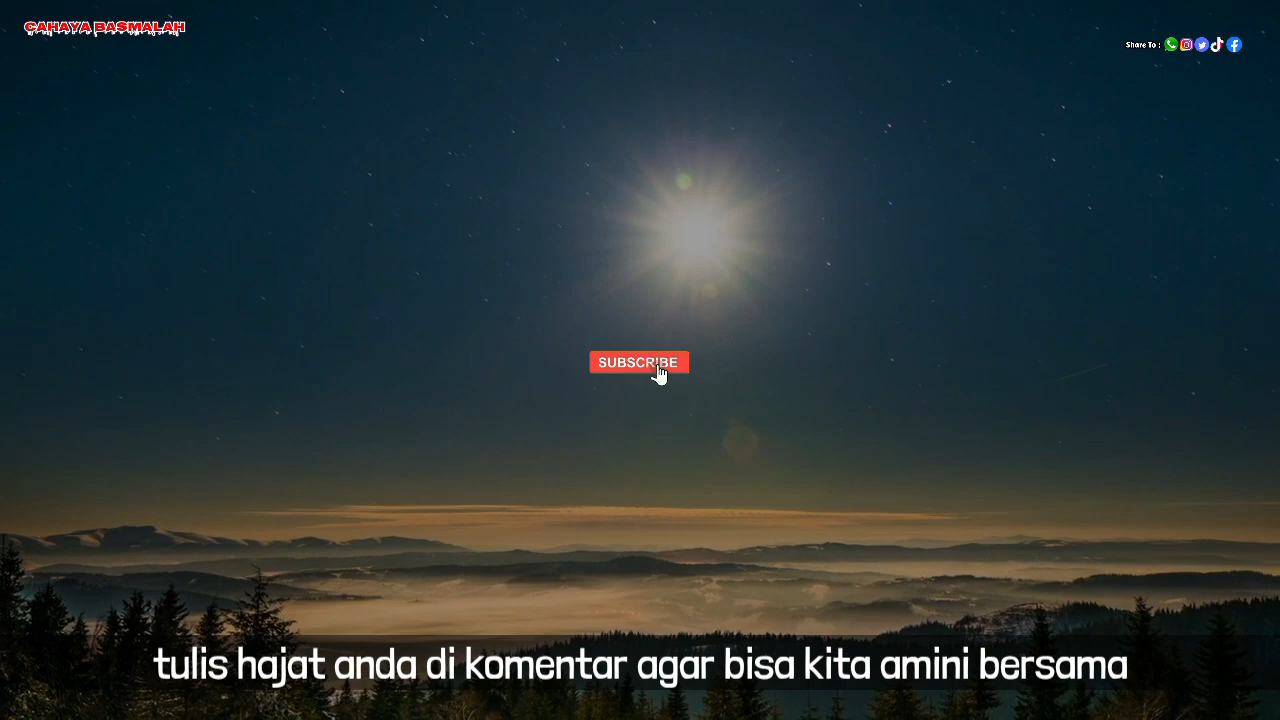 CAHAYA BASMALAH
Share To :
SUBSCRIBE
tulis hajat anda di komentar agar bisa kita amini bersama